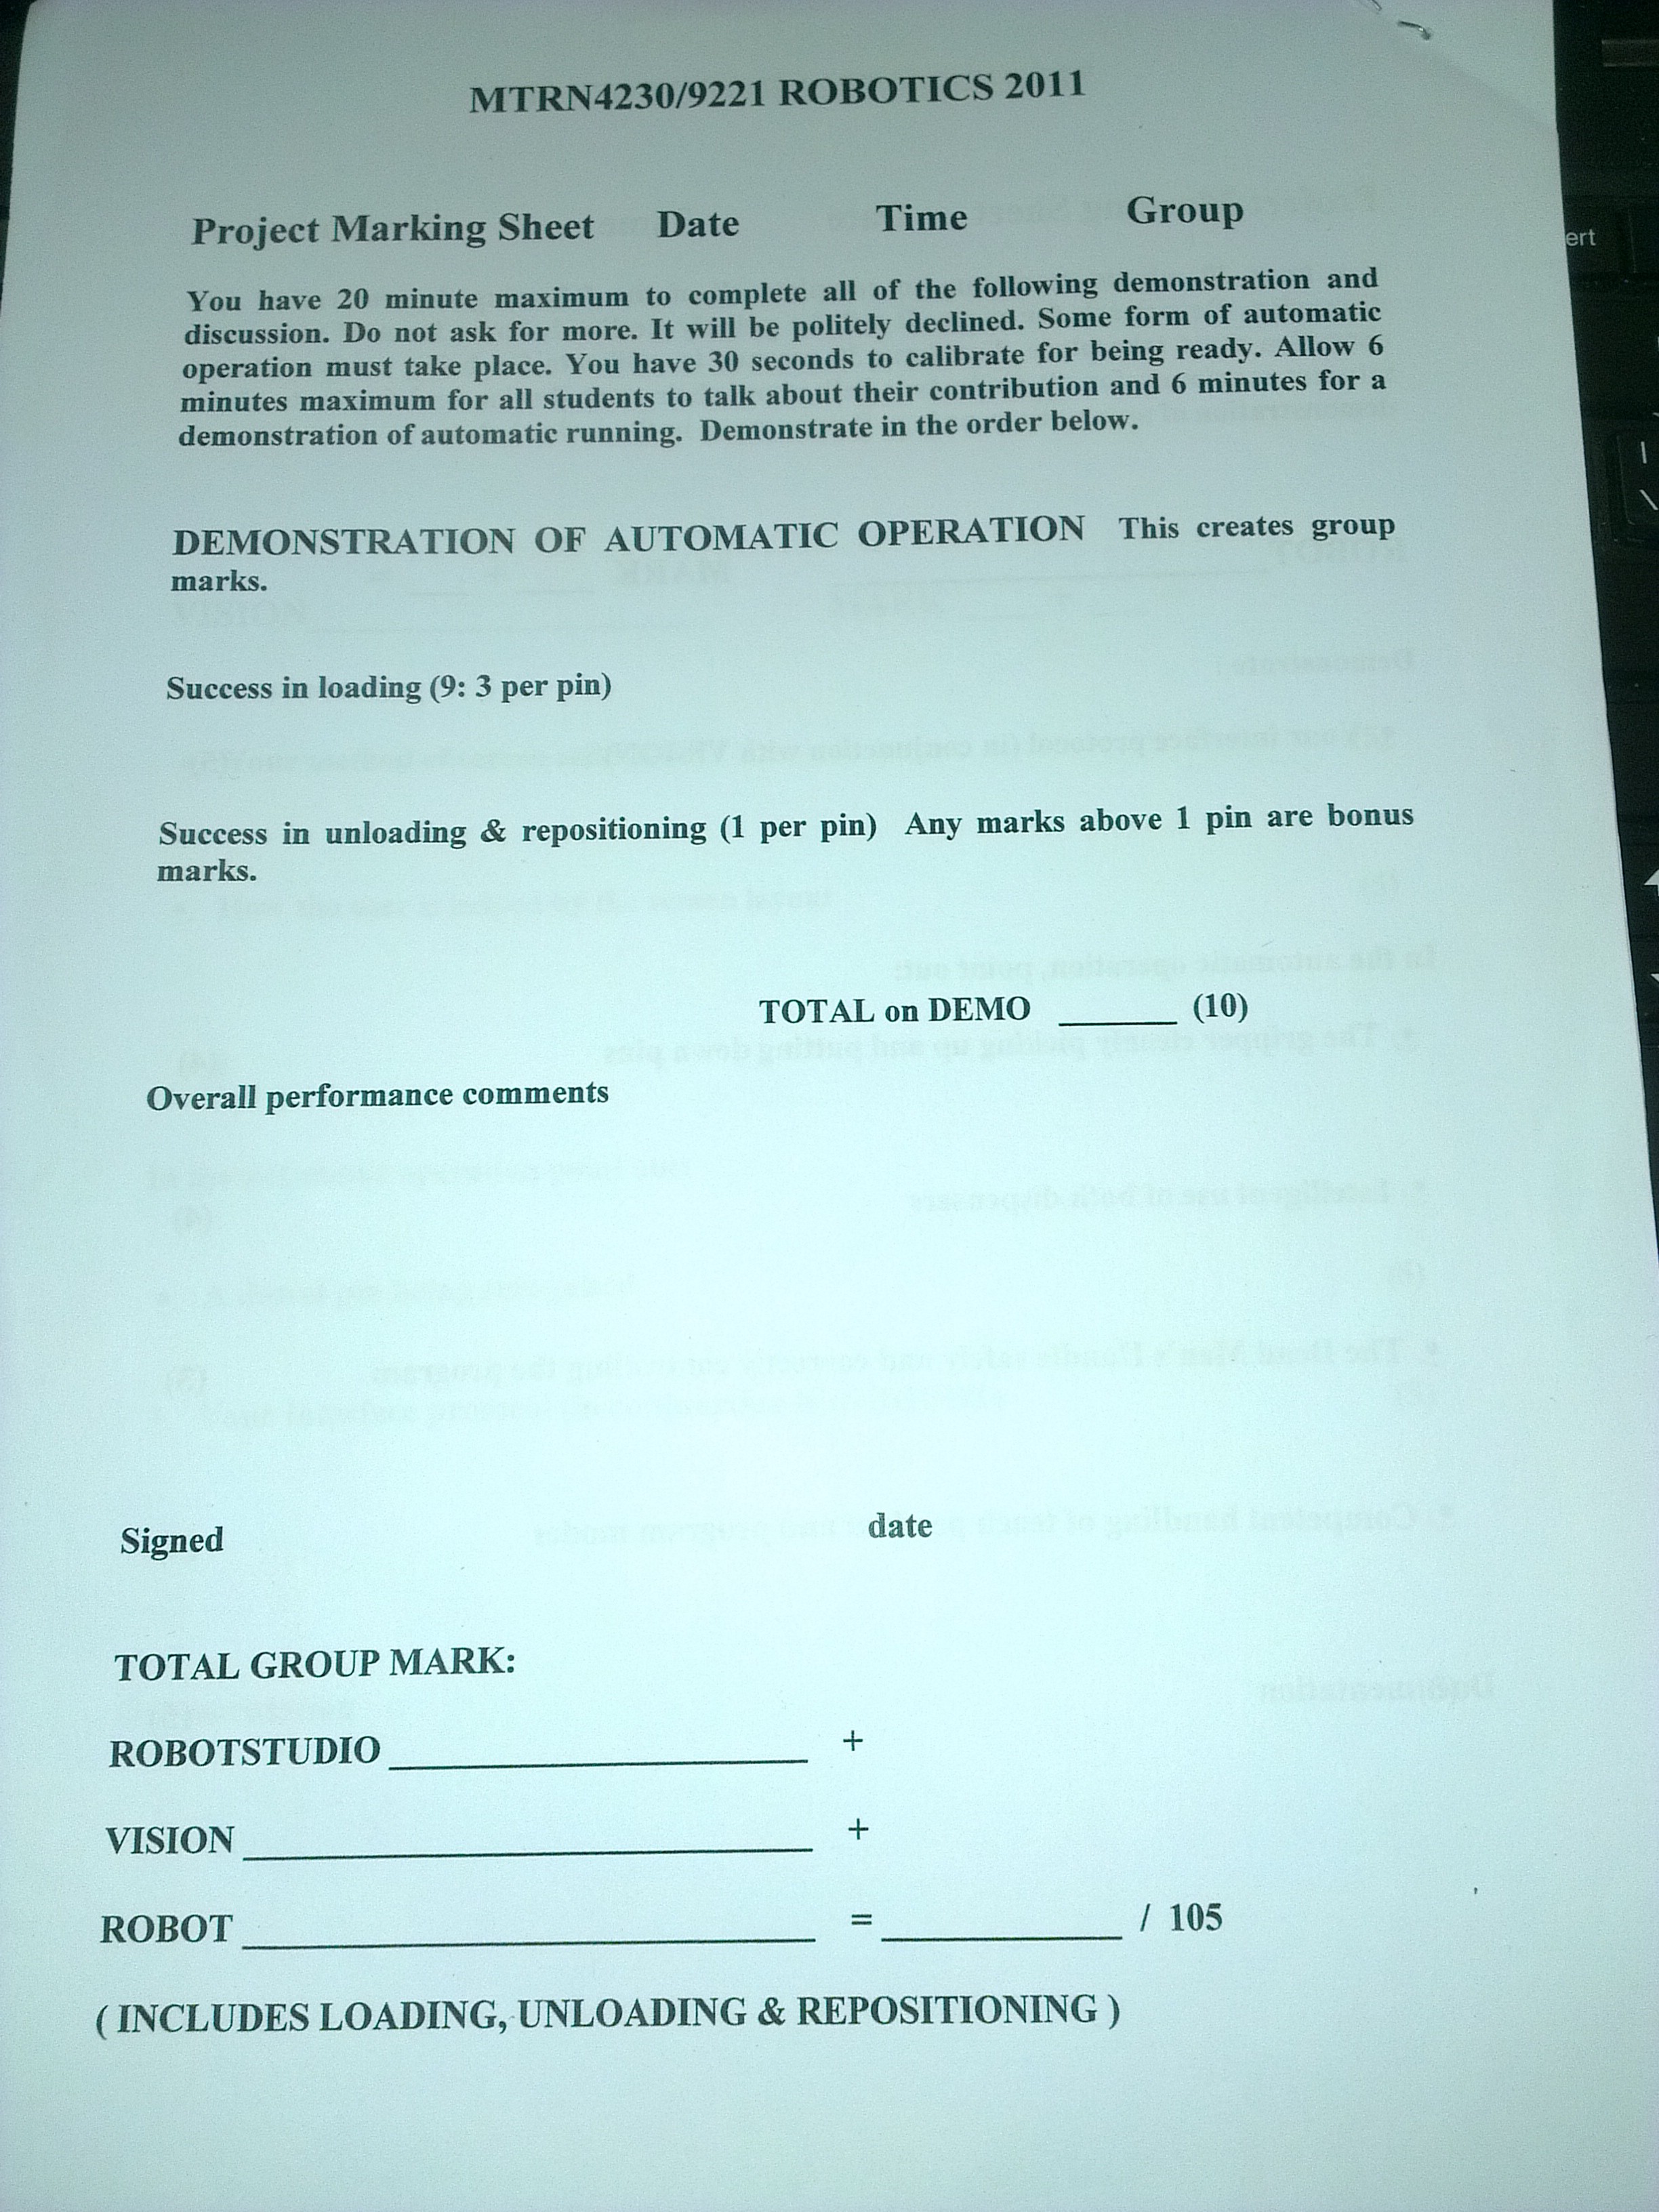 MTRN4230/9221 ROBOTICS 2011
Project Marking Sheet Date Time Group
You have 20 minute maximum to complete all of the following demonstration and
discussion. Do not ask for more. It will be politely declined. Some form of automatic
operation must take place. You have 30 seconds to calibrate for being ready. Allow 6
minutes maximum for all students to talk about their contribution and 6 minutes for a
demonstration of automatic running. Demonstrate in the order below.
DEMONSTRATION OF AUTOMATIC OPERATION This creates group
marks.
Success in loading (9: 3 per pin)
Success in unloading & repositioning (1 per pin) Any marks above 1 pin are bonus
marks.
TOTAL on DEMO ______ (10)
Overall performance comments
Signed date
TOTAL GROUP MARK:
ROBOTSTUDIO ____________________ +
VISION ____________________ +
ROBOT ____________________ = ____________ / 105
( INCLUDES LOADING, UNLOADING & REPOSITIONING )
ert